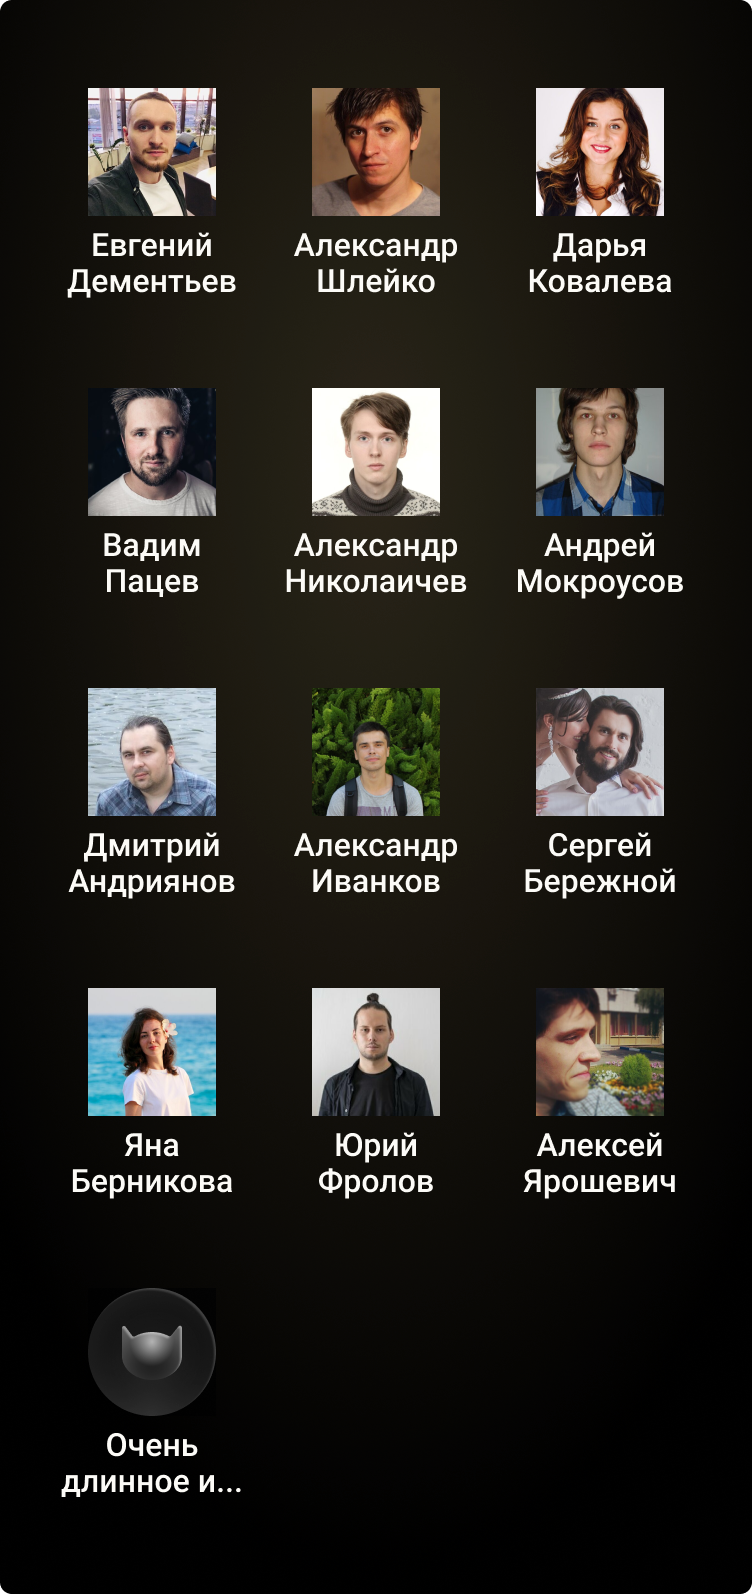 Евгений
Дементьев
Александр
Шлейко
Дарья
Ковалева
Вадим
Пацев
Александр
Николаичев
Андрей
Мокроусов
Дмитрий
Андриянов
Александр
Иванков
Сергей
Бережной
Яна
Берникова
Юрий
Фролов
Алексей
Ярошевич
Очень
длинное и...